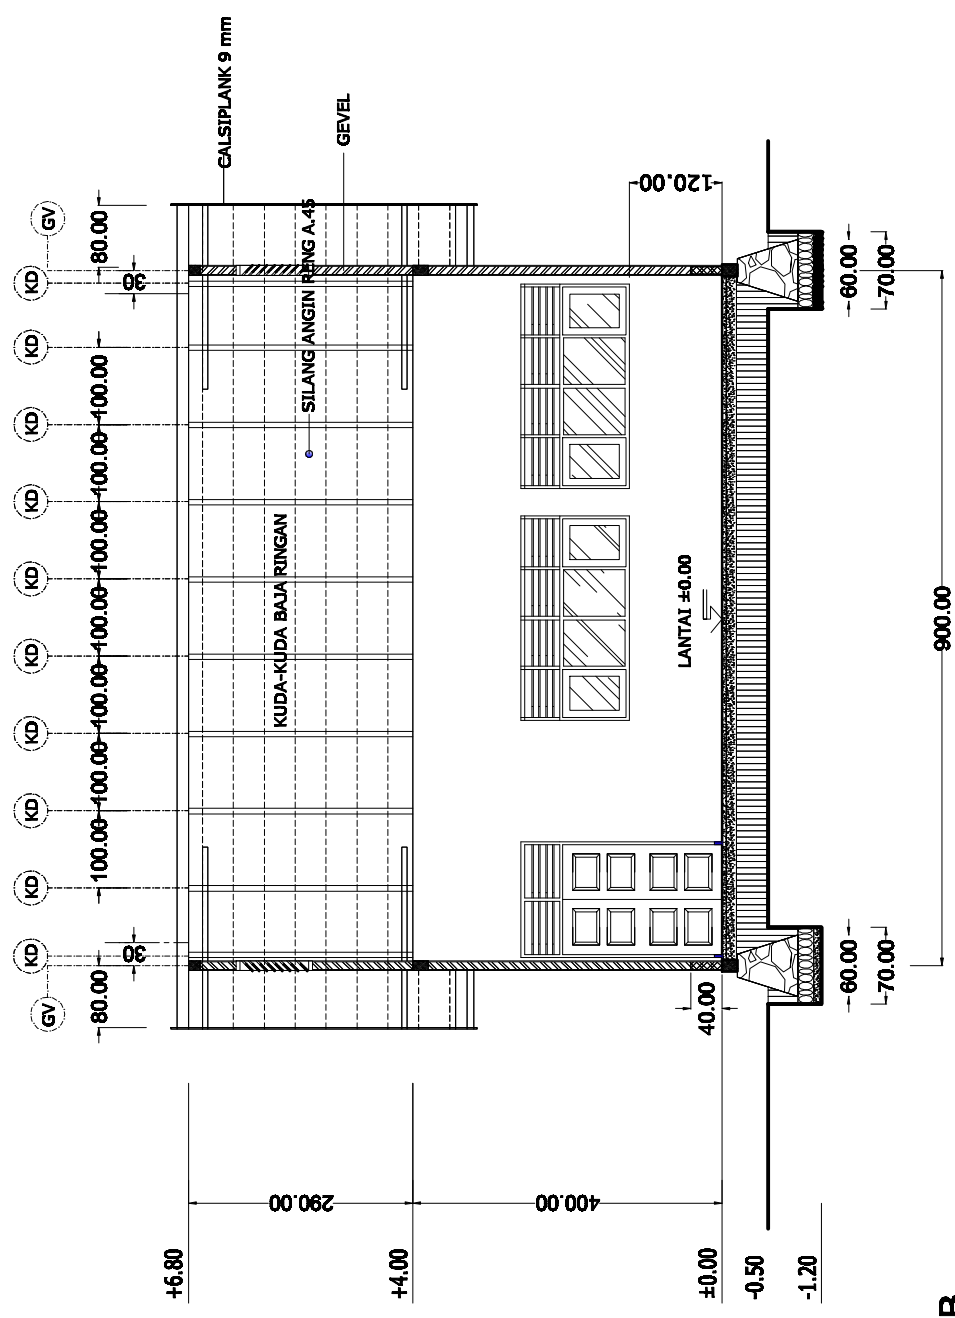 GV KD KD KD KD KD KD KD KD KD KD GV
80.00 100.00 100.00 100.00 100.00 100.00 100.00 100.00 80.00
30 30
+6.80
CALSIPLANK 9 mm
KUDA-KUDA BAJA RINGAN
290.00
SILANG ANGIN RENG A.45
GEVEL
+4.00
400.00
120.00
LANTAI ±0.00
40.00
±0.00
-0.50
-1.20
60.00 60.00
70.00 70.00
900.00
B